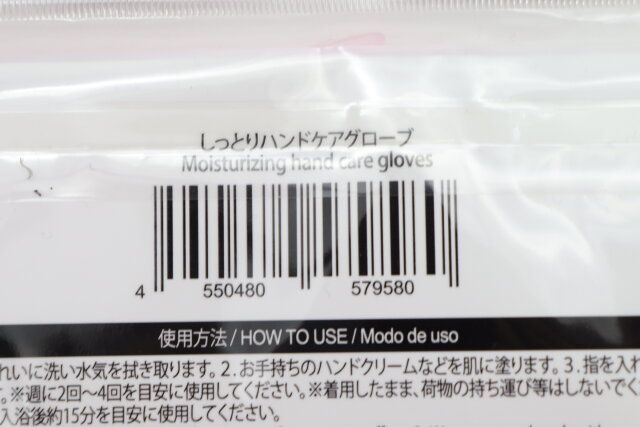 しっとりハンドケアグローブ
Moisturizing hand care gloves
4 550480 579580
使用方法 / HOW TO USE / Modo de uso
れいに洗い水気を拭き取ります。2. お手持ちのハンドクリームなどを肌に塗ります。3. 指を入れ
※週に2回〜4回を目安に使用してください。※着用したまま、荷物の持ち運び等はしないでく
入浴後約15分を目安に使用してください。